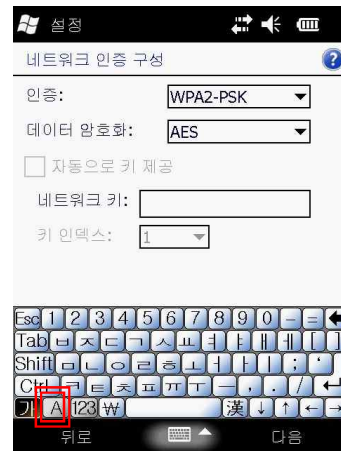 설정
네트워크 인증 구성
인증: WPA2-PSK
데이터 암호화: AES
자동으로 키 제공
네트워크 키:
키 인덱스: 1
Esc 1 2 3 4 5 6 7 8 9 0 - =
Tab ㅂ ㅈ ㄷ ㄱ ㅅ ㅛ ㅕ ㅑ ㅐ ㅔ [ ]
Shift ㅁ ㄴ ㅇ ㄹ ㅎ ㅗ ㅓ ㅏ ㅣ ; '
Ctrl ㅋ ㅌ ㅊ ㅍ ㅠ ㅜ ㅡ , . /
가 A 123 ₩ 漢 ↓ ↑ ← →
뒤로 다음